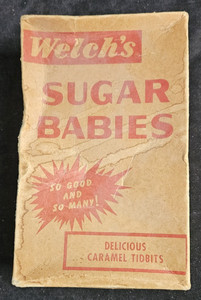 Welch's
SUGAR
BABIES
SO GOOD
AND
SO MANY!
DELICIOUS
CARAMEL TIDBITS